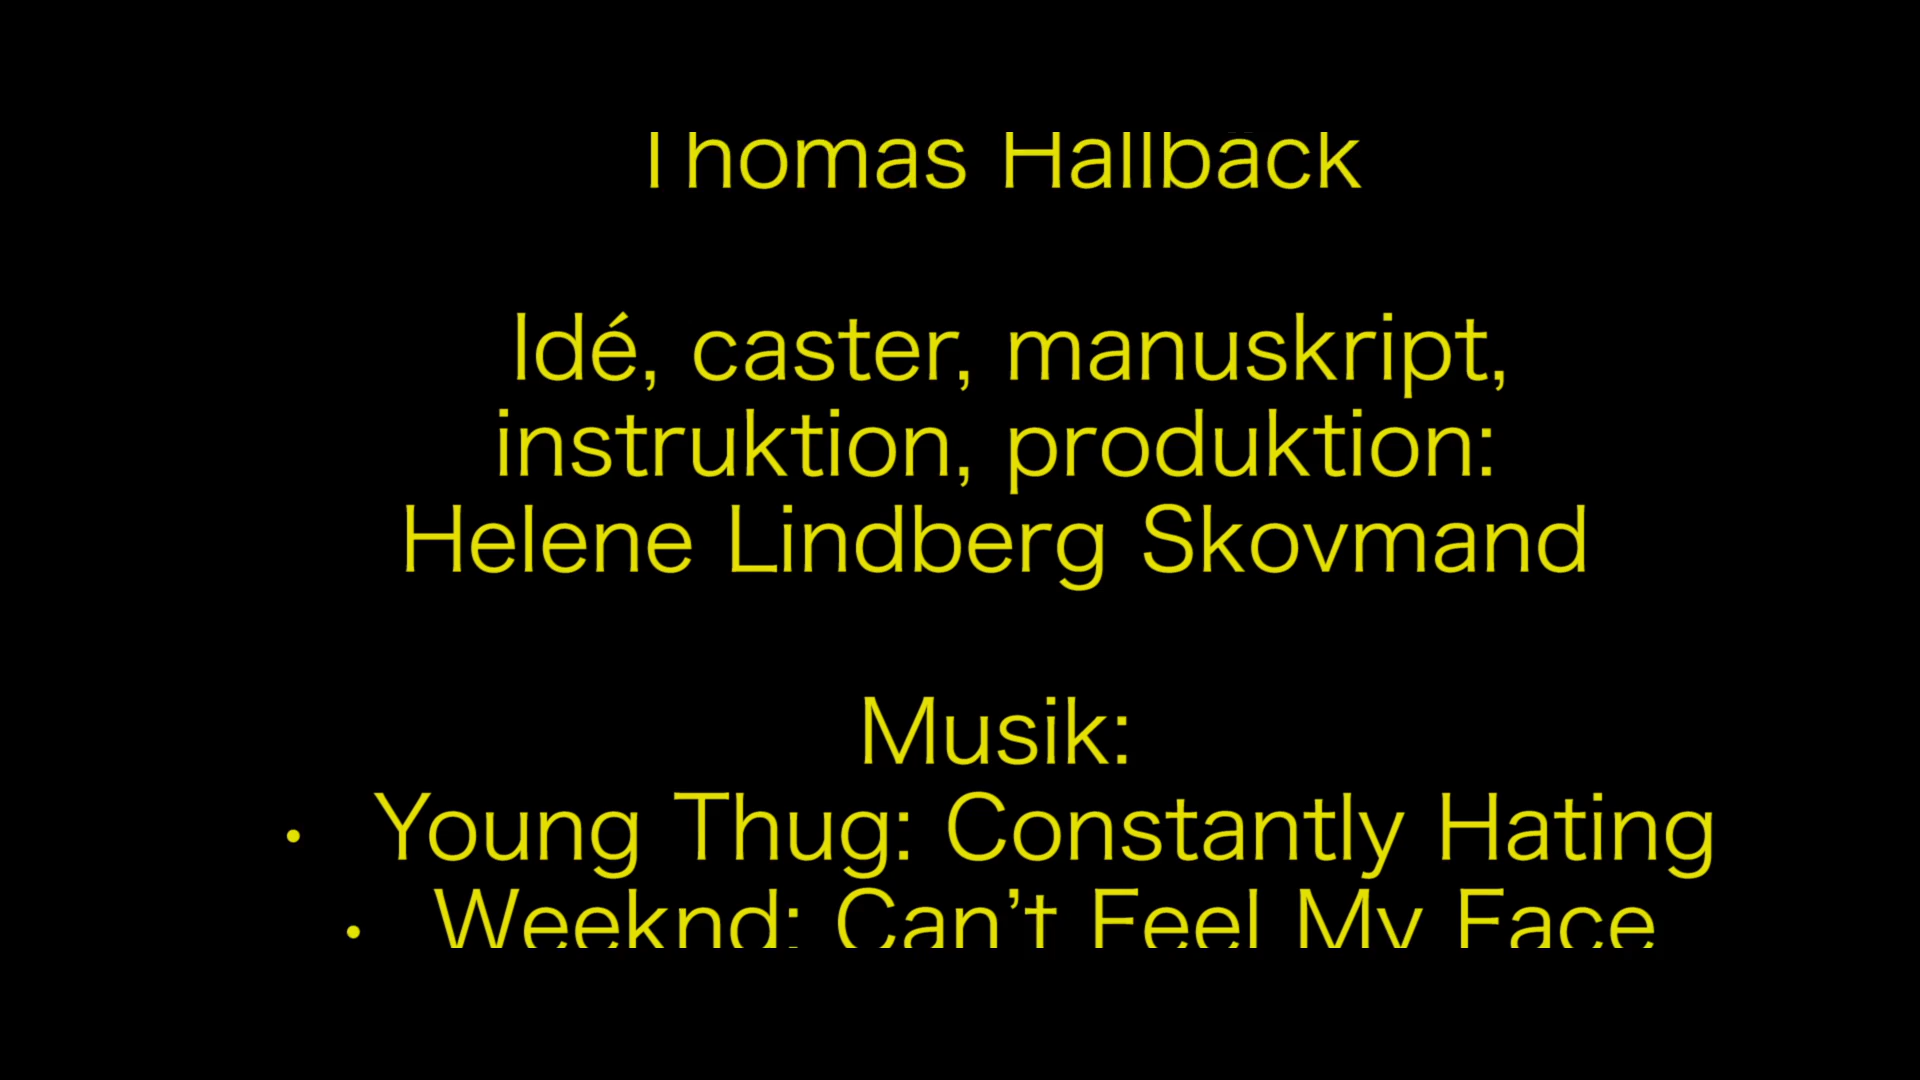 Thomas Hallbäck
Idé, caster, manuskript,
instruktion, produktion:
Helene Lindberg Skovmand
Musik:
• Young Thug: Constantly Hating
• Weeknd: Can’t Feel My Face